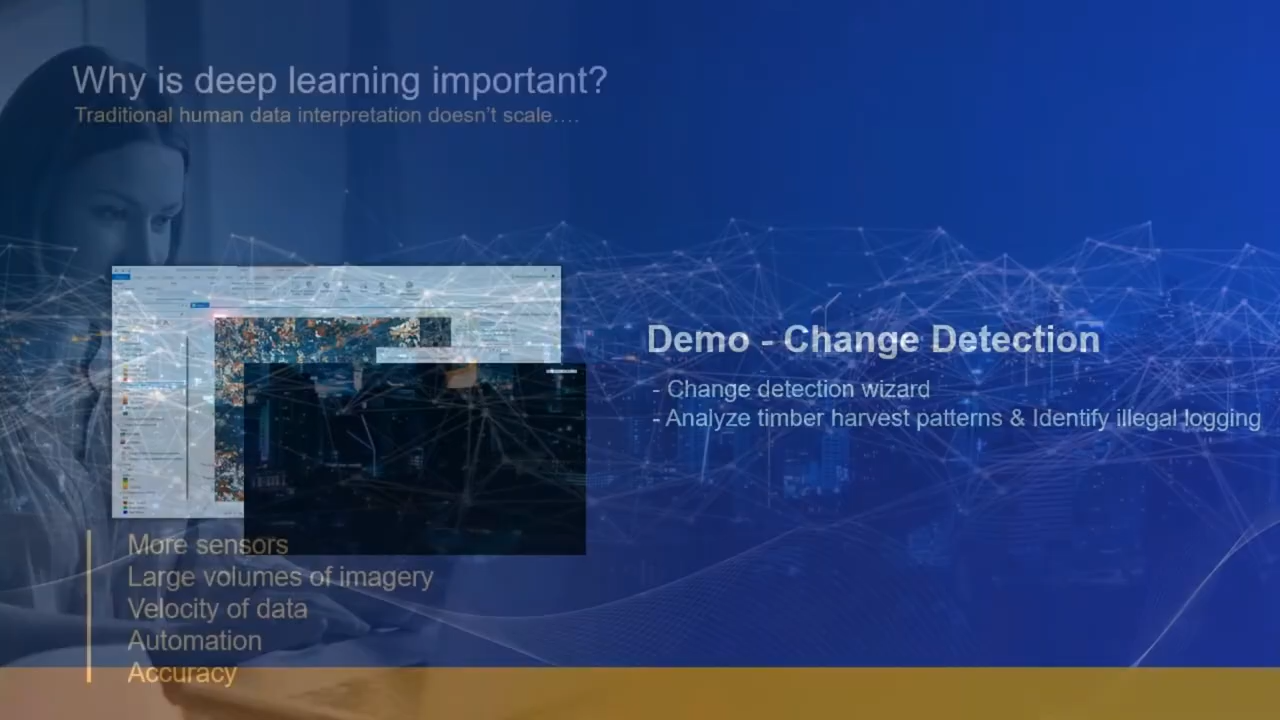 Why is deep learning important?
Traditional human data interpretation doesn't scale....
Demo - Change Detection
- Change detection wizard
- Analyze timber harvest patterns & Identify illegal logging
More sensors
Large volumes of imagery
Velocity of data
Automation
Accuracy